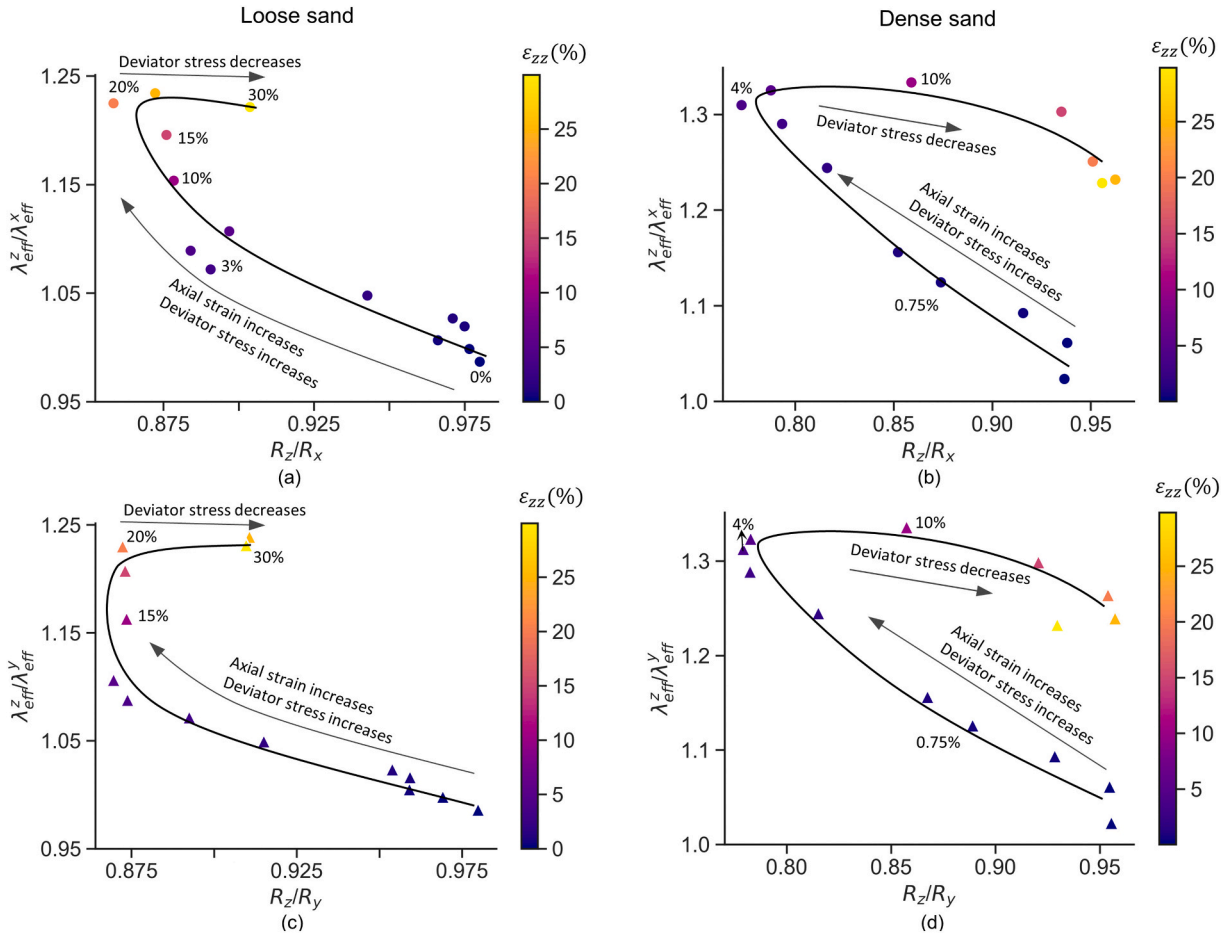 Loose sand
Dense sand
ε_zz(%)
ε_zz(%)
Deviator stress decreases
1.25
20%
30%
25
15%
20
10%
1.15
15
λ^z_eff/λ^x_eff
3%
10
1.05
Axial strain increases
Deviator stress increases
5
0%
0
0.95
0.875
0.925
0.975
R_z/R_x
(a)
4%
10%
1.3
Deviator stress decreases
25
20
1.2
Axial strain increases
Deviator stress increases
λ^z_eff/λ^x_eff
15
0.75%
10
1.1
5
1.0
0.80
0.85
0.90
0.95
R_z/R_x
(b)
ε_zz(%)
ε_zz(%)
Deviator stress decreases
1.25
20%
30%
25
20
15%
1.15
15
λ^z_eff/λ^y_eff
Axial strain increases
Deviator stress increases
10
1.05
5
0
0.95
0.875
0.925
0.975
R_z/R_y
(c)
4%
10%
1.3
Deviator stress decreases
25
20
1.2
Axial strain increases
Deviator stress increases
λ^z_eff/λ^y_eff
15
0.75%
10
1.1
5
1.0
0.80
0.85
0.90
0.95
R_z/R_y
(d)